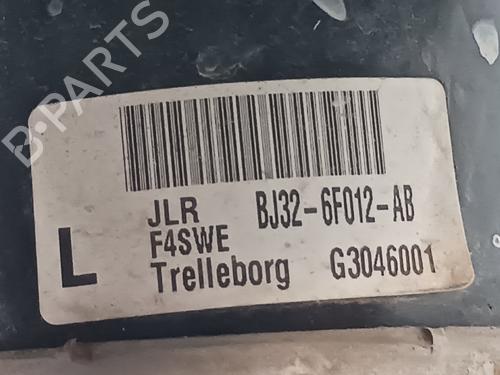 B-PARTS
JLR BJ32-6F012-AB
F4SWE
L
Trelleborg G3046001